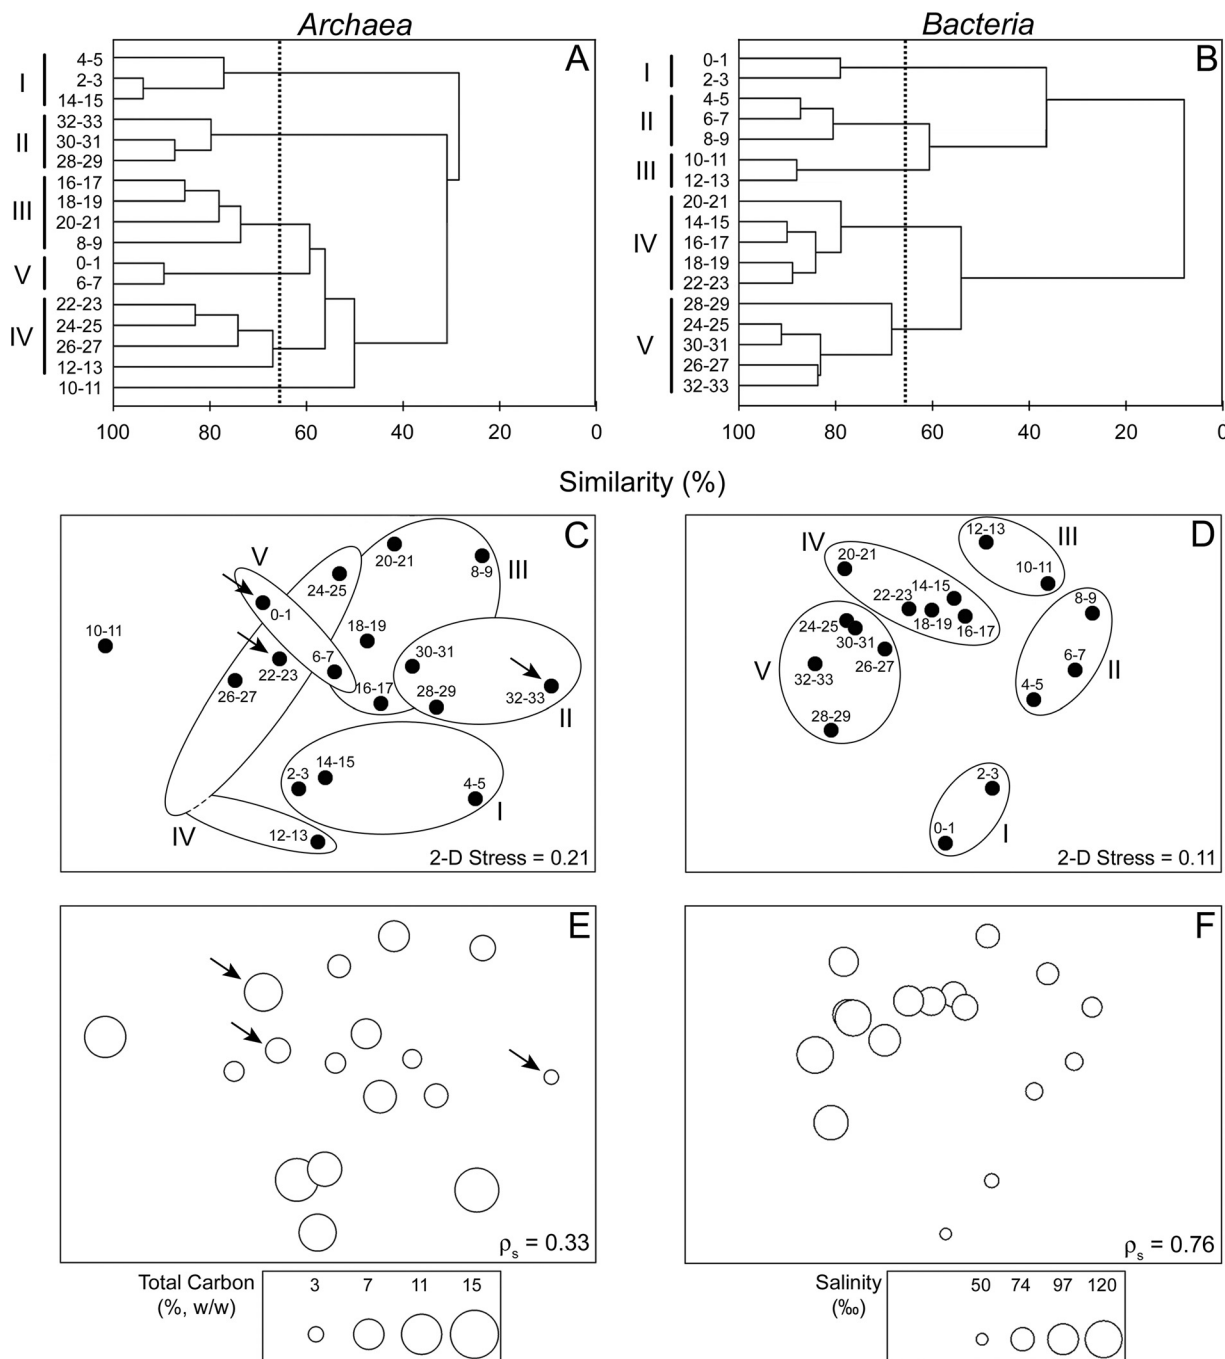 Archaea
Bacteria
A
I
4-5
2-3
14-15
II
32-33
30-31
28-29
III
16-17
18-19
20-21
8-9
V
0-1
6-7
IV
22-23
24-25
26-27
12-13
10-11
100 80 60 40 20 0
B
I
0-1
2-3
II
4-5
6-7
8-9
III
10-11
12-13
IV
20-21
14-15
16-17
18-19
22-23
V
28-29
24-25
30-31
26-27
32-33
100 80 60 40 20 0
Similarity (%)
C
V
20-21
8-9
III
24-25
0-1
10-11
18-19
22-23
6-7
30-31
26-27
16-17
28-29
32-33
II
2-3
14-15
4-5
I
IV
12-13
2-D Stress = 0.21
D
12-13
III
IV
20-21
10-11
14-15
22-23
8-9
24-25
18-19
16-17
30-31
26-27
6-7
V
32-33
II
4-5
28-29
2-3
0-1
I
2-D Stress = 0.11
E
ρs = 0.33
F
ρs = 0.76
Total Carbon
(%, w/w)
3 7 11 15
Salinity
(‰)
50 74 97 120